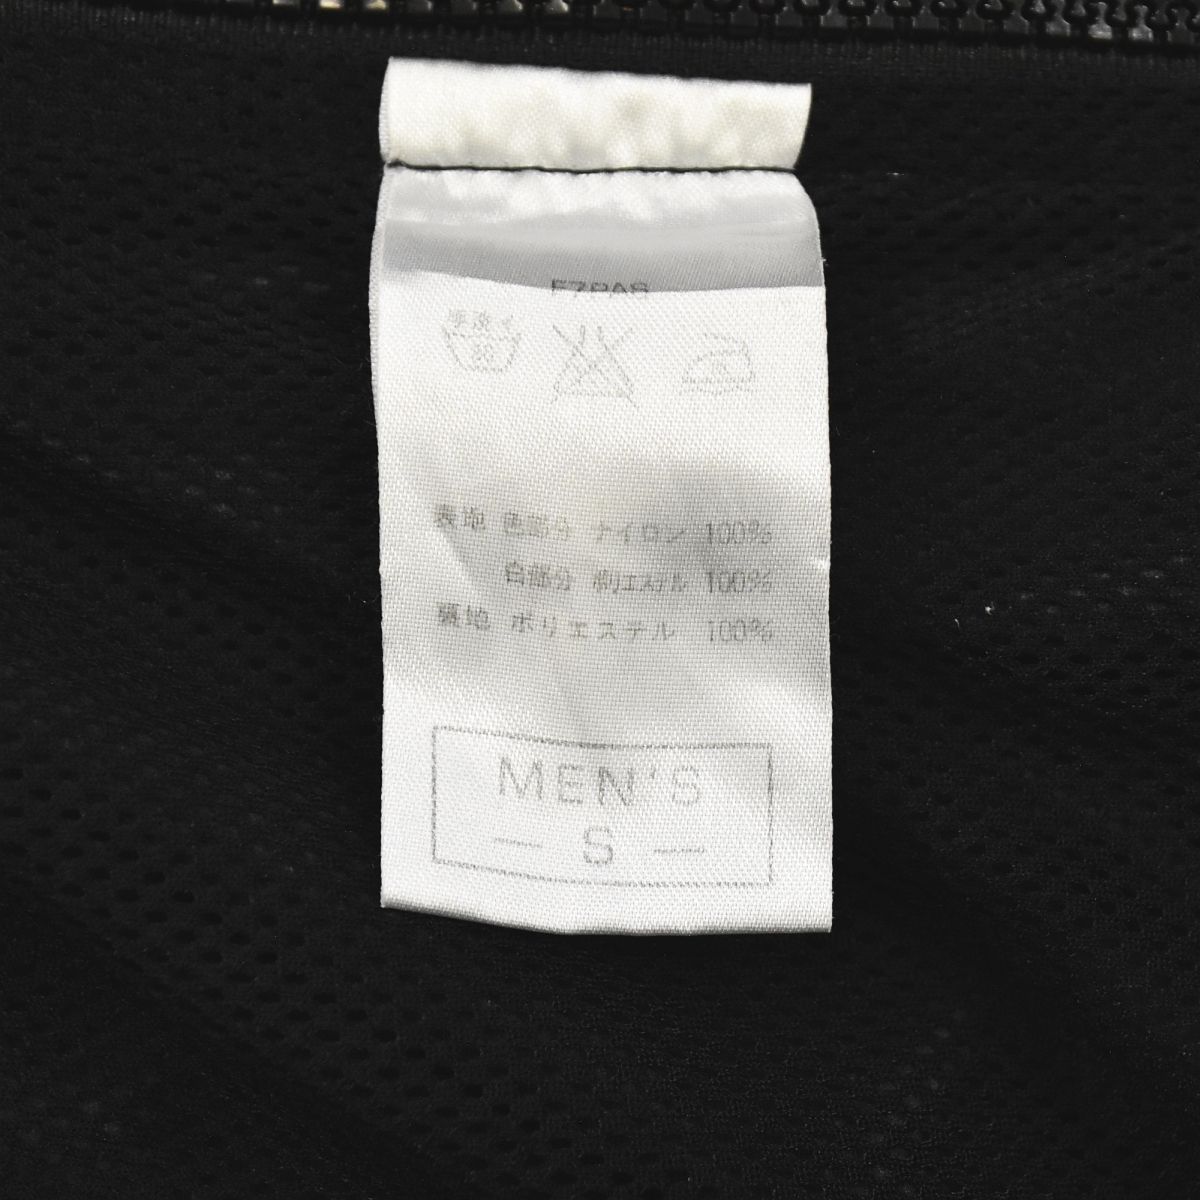 手洗イ
30
表地 色部分 ナイロン 100%
白部分 ポリエステル 100%
裏地 ポリエステル 100%
MEN'S
— S —